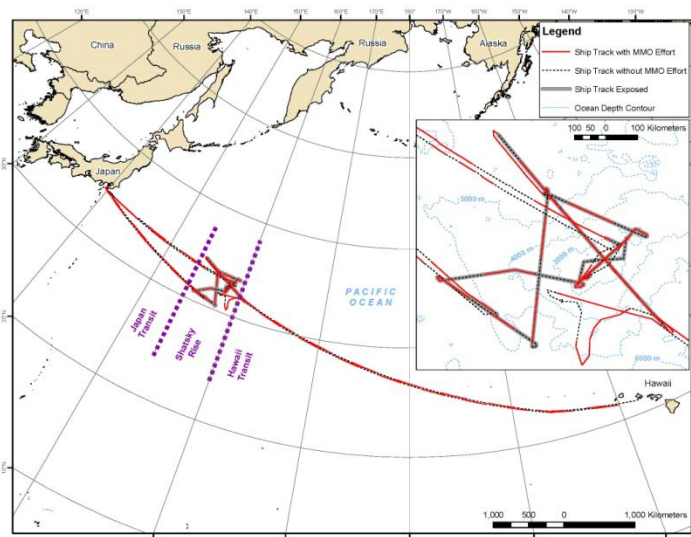 120°E
130°E
140°E
150°E
160°E
170°E
180°
170°W
160°W
150°W
140°W
130°W
China
Russia
Russia
Alaska
Legend
Ship Track with MMO Effort
Ship Track without MMO Effort
Ship Track Exposed
Ocean Depth Contour
100 50 0 100 Kilometers
5000 m
4000 m
3000 m
6000 m
Japan
PACIFIC
OCEAN
Japan
Transit
Shatsky
Rise
Hawaii
Transit
Hawaii
20°N
10°N
1,000 500 0 1,000 Kilometers